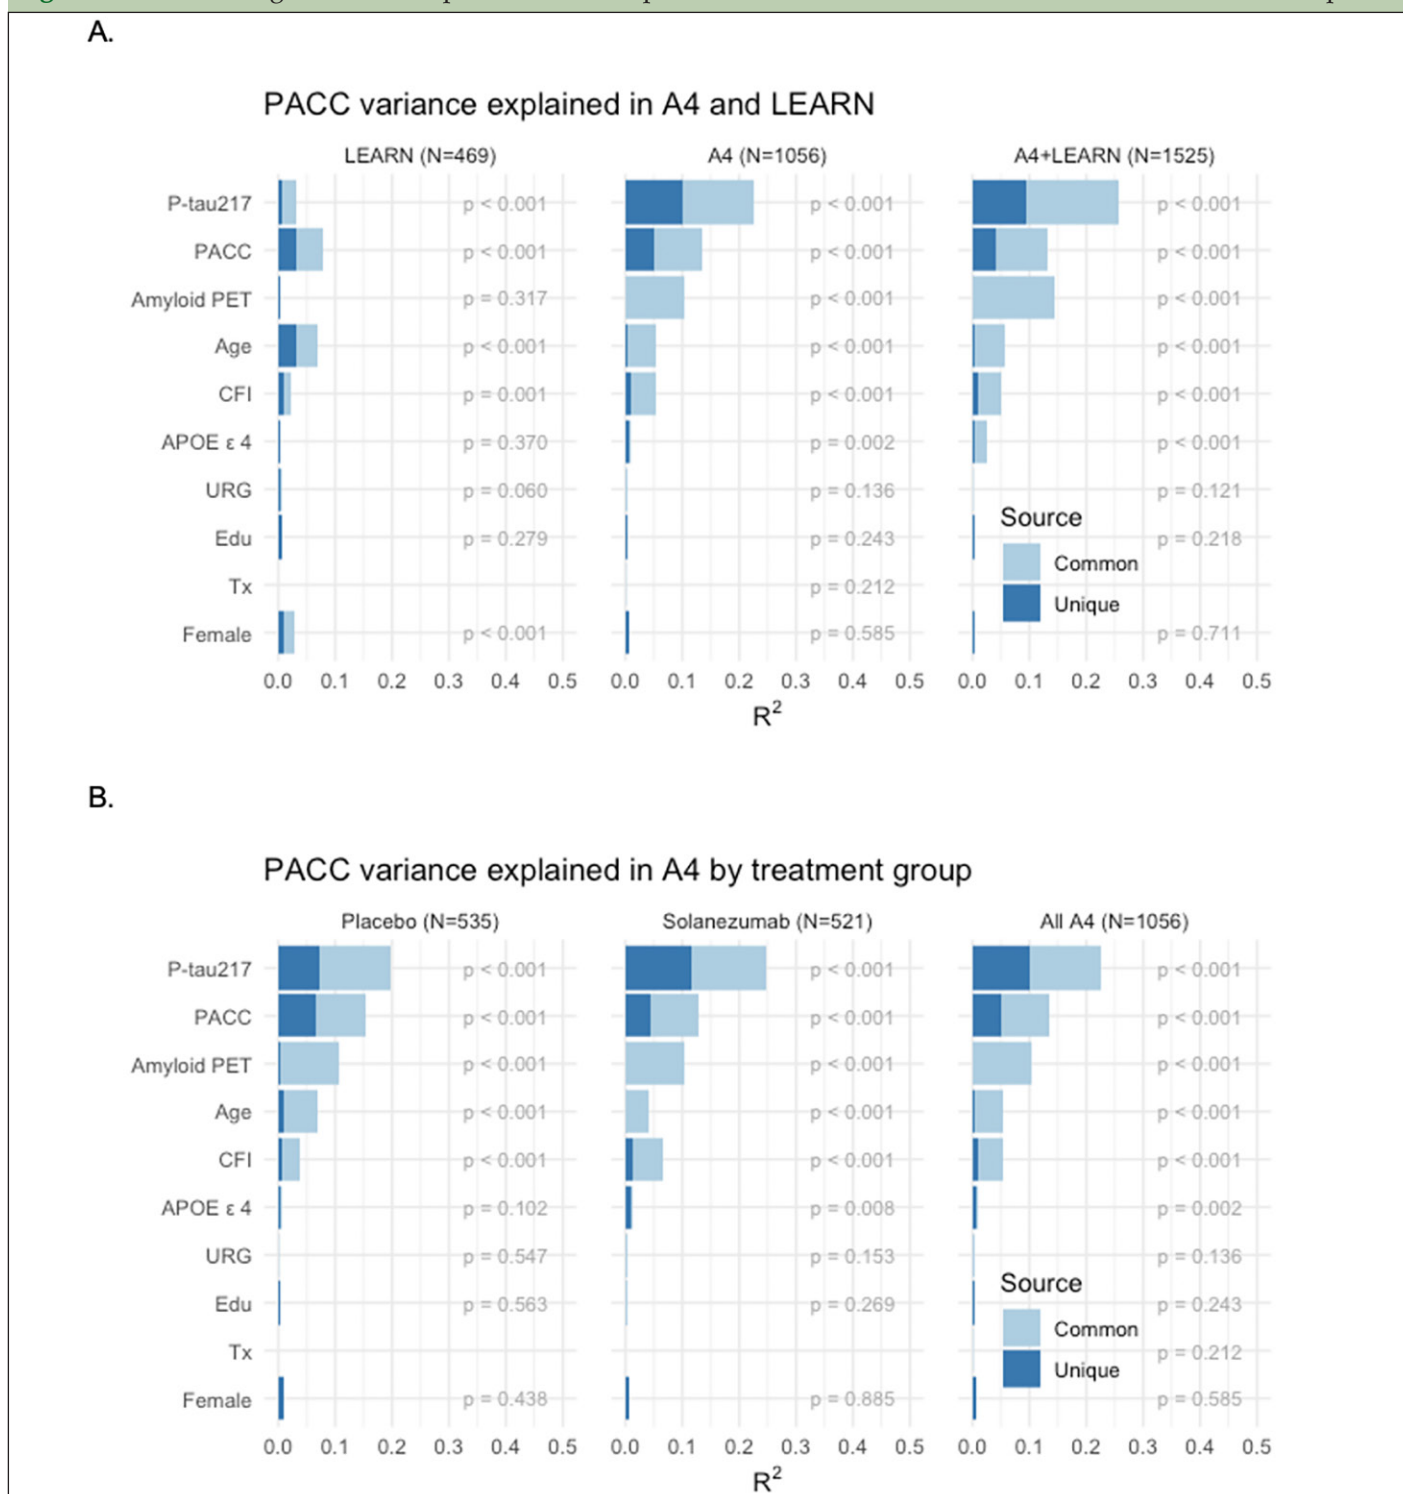 A.
PACC variance explained in A4 and LEARN
LEARN (N=469) A4 (N=1056) A4+LEARN (N=1525)
P-tau217 p < 0.001 p < 0.001 p < 0.001
PACC p < 0.001 p < 0.001 p < 0.001
Amyloid PET p = 0.317 p < 0.001 p < 0.001
Age p < 0.001 p < 0.001 p < 0.001
CFI p = 0.001 p < 0.001 p < 0.001
APOE ε 4 p = 0.370 p = 0.002 p < 0.001
URG p = 0.060 p = 0.136 p = 0.121
Source
Edu p = 0.279 p = 0.243 p = 0.218
Common
Tx p = 0.212
Unique
Female p < 0.001 p = 0.585 p = 0.711
0.0 0.1 0.2 0.3 0.4 0.5 0.0 0.1 0.2 0.3 0.4 0.5 0.0 0.1 0.2 0.3 0.4 0.5
R²
B.
PACC variance explained in A4 by treatment group
Placebo (N=535) Solanezumab (N=521) All A4 (N=1056)
P-tau217 p < 0.001 p < 0.001 p < 0.001
PACC p < 0.001 p < 0.001 p < 0.001
Amyloid PET p < 0.001 p < 0.001 p < 0.001
Age p < 0.001 p < 0.001 p < 0.001
CFI p < 0.001 p < 0.001 p < 0.001
APOE ε 4 p = 0.102 p = 0.008 p = 0.002
URG p = 0.547 p = 0.153 p = 0.136
Source
Edu p = 0.563 p = 0.269 p = 0.243
Common
Tx p = 0.212
Unique
Female p = 0.438 p = 0.885 p = 0.585
0.0 0.1 0.2 0.3 0.4 0.5 0.0 0.1 0.2 0.3 0.4 0.5 0.0 0.1 0.2 0.3 0.4 0.5
R²